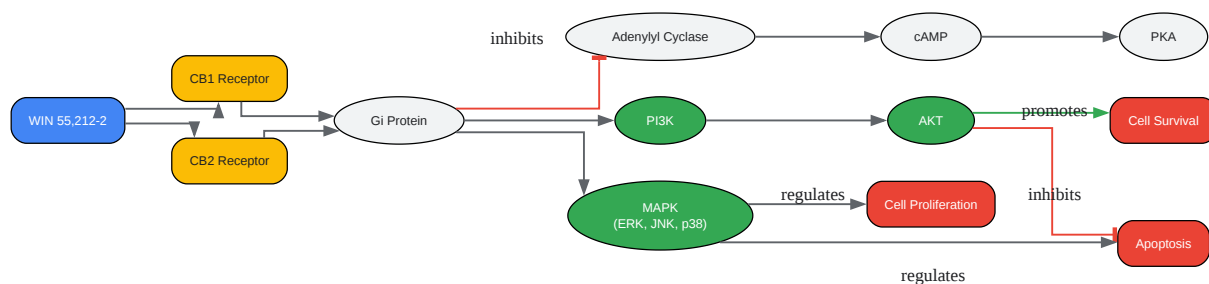 inhibits
Adenylyl Cyclase
cAMP
PKA
CB1 Receptor
WIN 55,212-2
Gi Protein
PI3K
AKT
promotes
Cell Survival
CB2 Receptor
MAPK
(ERK, JNK, p38)
regulates
Cell Proliferation
inhibits
Apoptosis
regulates